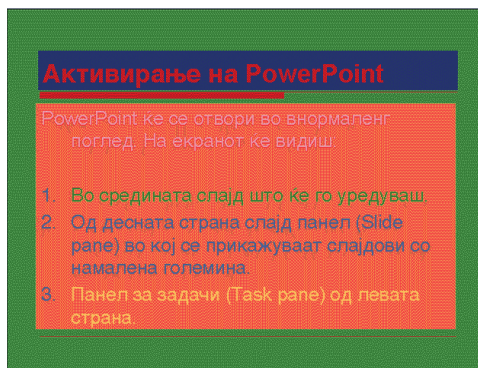 Активирање на PowerPoint
PowerPoint ќе се отвори во внормаленг
поглед. На екранот ќе видиш:
1. Во средината слајд што ќе го уредуваш.
2. Од десната страна слајд панел (Slide
pane) во кој се прикажуваат слајдови со
намалена големина.
3. Панел за задачи (Task pane) од левата
страна.